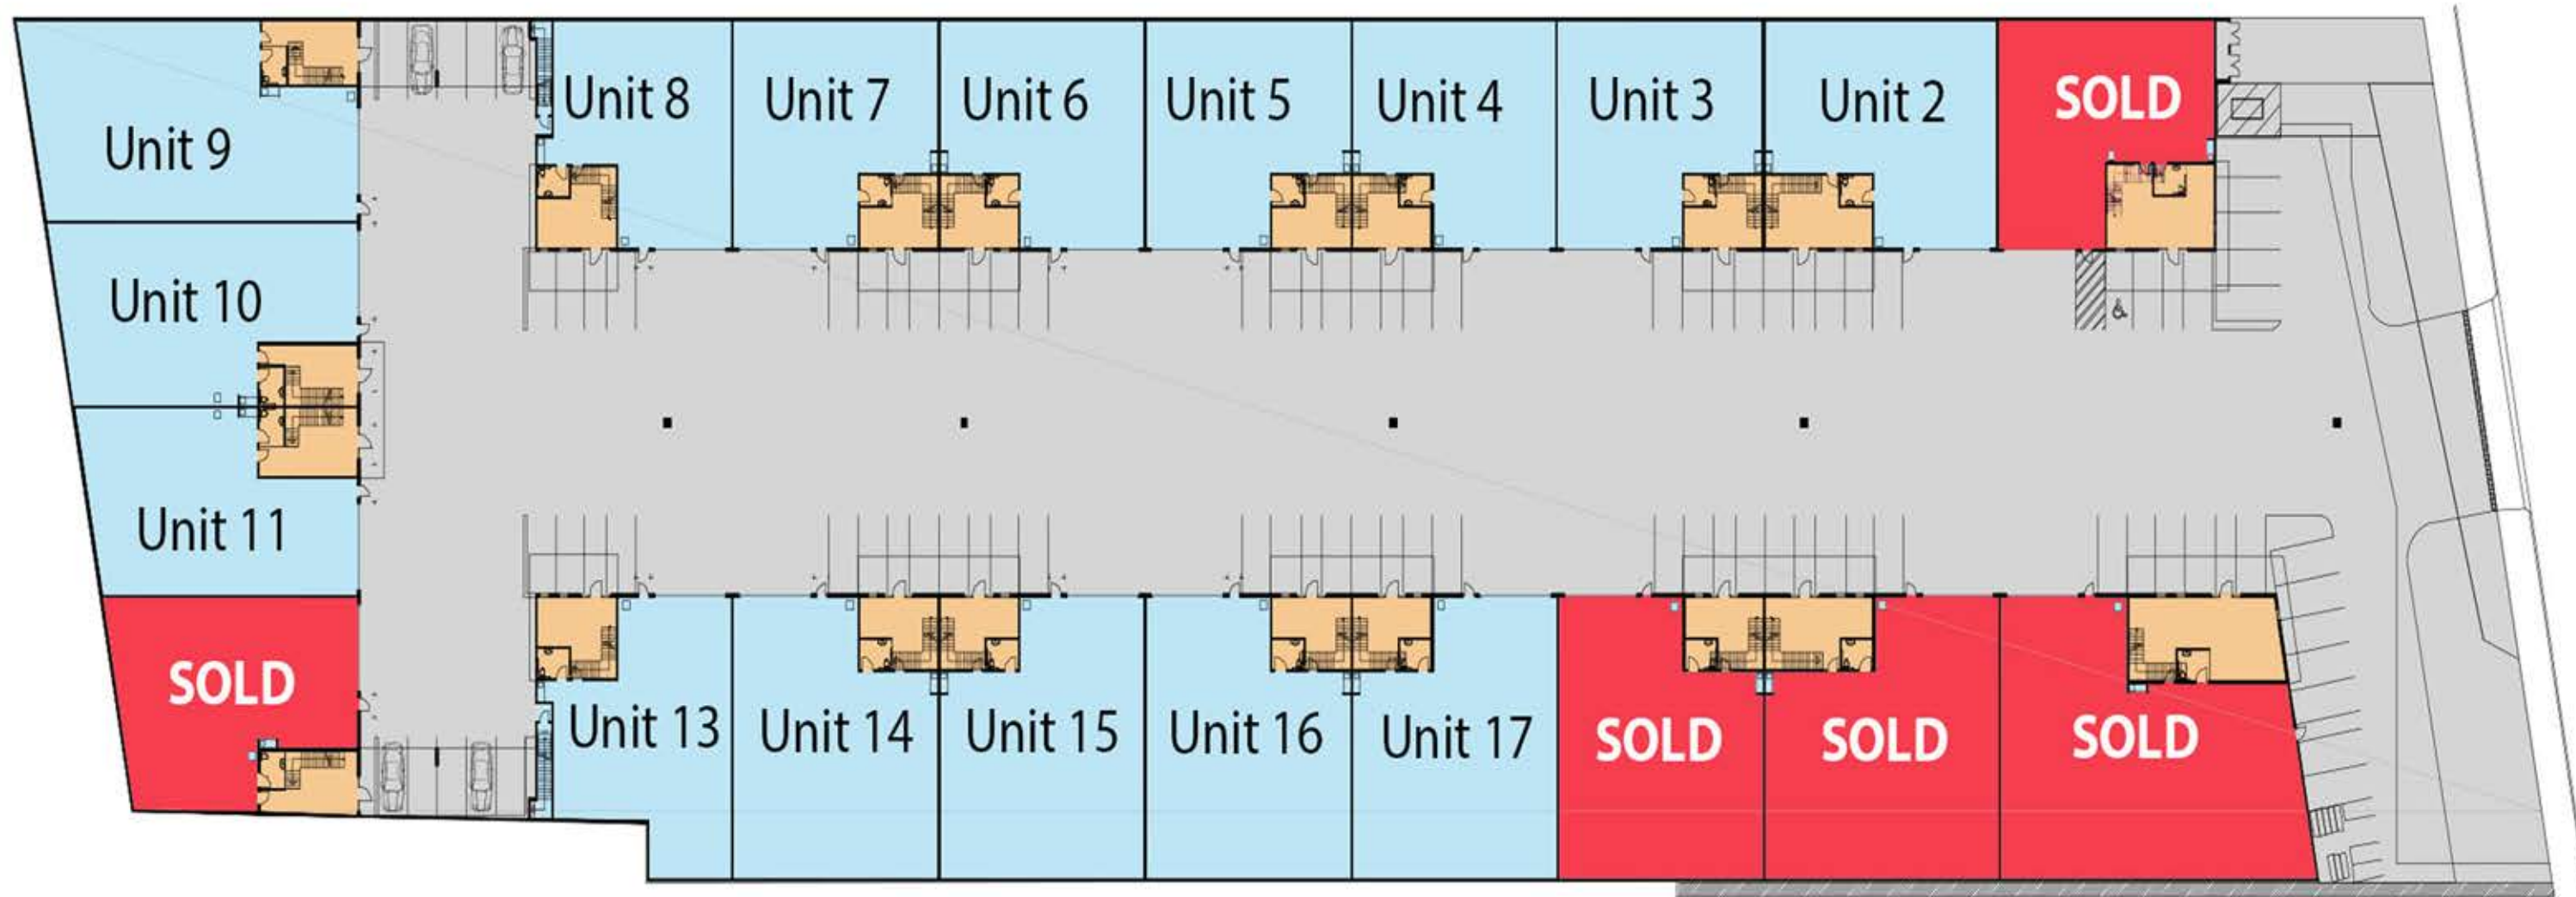 Unit 8
Unit 7
Unit 6
Unit 5
Unit 4
Unit 3
Unit 2
SOLD
Unit 9
Unit 10
Unit 11
SOLD
Unit 13
Unit 14
Unit 15
Unit 16
Unit 17
SOLD
SOLD
SOLD